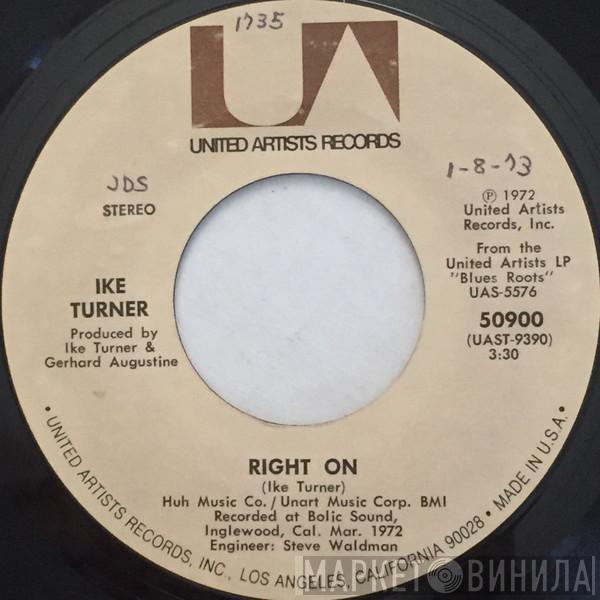 1735
UA
UNITED ARTISTS RECORDS
JDS
STEREO
1-8-73
℗ 1972
United Artists
Records, Inc.
From the
United Artists LP
"Blues Roots"
UAS-5576
IKE
TURNER
Produced by
Ike Turner &
Gerhard Augustine
50900
(UAST-9390)
3:30
RIGHT ON
(Ike Turner)
Huh Music Co./Unart Music Corp. BMI
Recorded at Bolic Sound,
Inglewood, Cal. Mar. 1972
Engineer: Steve Waldman
• UNITED ARTISTS RECORDS, INC., LOS ANGELES, CALIFORNIA 90028 • MADE IN U.S.A. •
МАРКЕТ ВИНИЛА